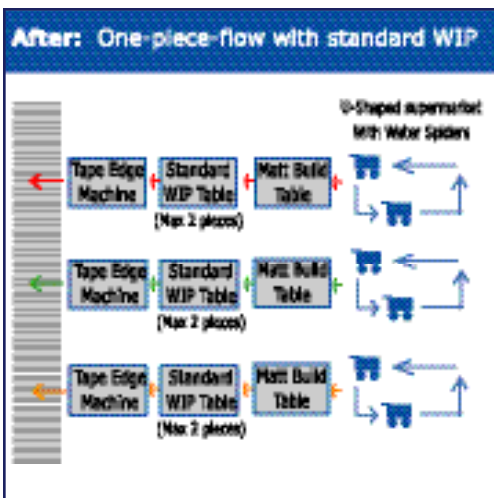 After: One-piece-flow with standard WIP
U-Shaped supermarket
With Water Spiders
Tape Edge Machine
Standard WIP Table
(Max 2 pieces)
Matt Build Table
Tape Edge Machine
Standard WIP Table
(Max 2 pieces)
Matt Build Table
Tape Edge Machine
Standard WIP Table
(Max 2 pieces)
Matt Build Table